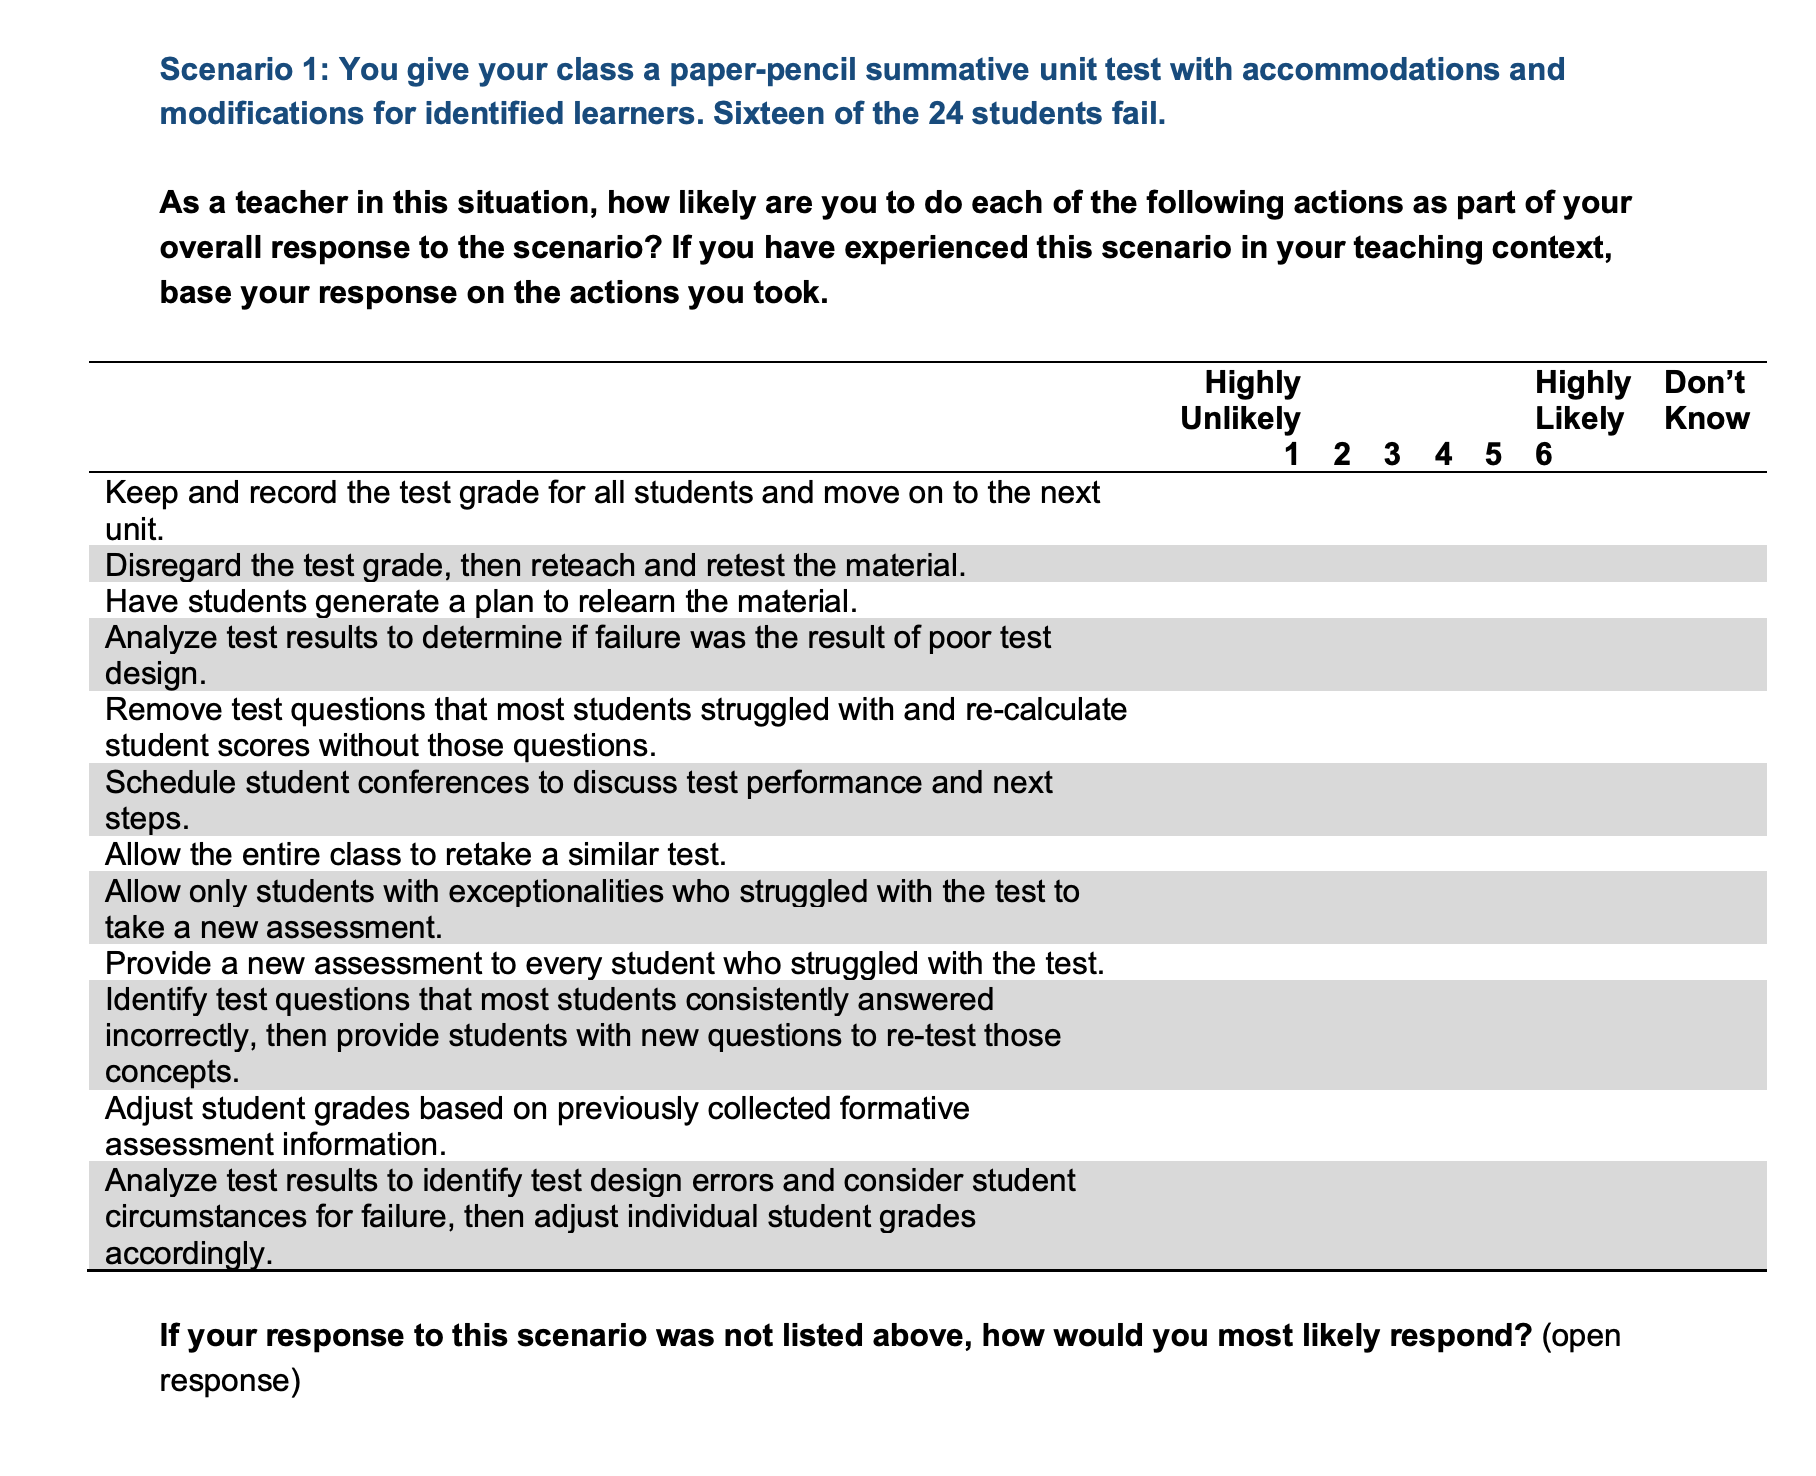 Scenario 1: You give your class a paper-pencil summative unit test with accommodations and
modifications for identified learners. Sixteen of the 24 students fail.
As a teacher in this situation, how likely are you to do each of the following actions as part of your
overall response to the scenario? If you have experienced this scenario in your teaching context,
base your response on the actions you took.
Highly Highly Don’t
Unlikely Likely Know
1 2 3 4 5 6
Keep and record the test grade for all students and move on to the next
unit.
Disregard the test grade, then reteach and retest the material.
Have students generate a plan to relearn the material.
Analyze test results to determine if failure was the result of poor test
design.
Remove test questions that most students struggled with and re-calculate
student scores without those questions.
Schedule student conferences to discuss test performance and next
steps.
Allow the entire class to retake a similar test.
Allow only students with exceptionalities who struggled with the test to
take a new assessment.
Provide a new assessment to every student who struggled with the test.
Identify test questions that most students consistently answered
incorrectly, then provide students with new questions to re-test those
concepts.
Adjust student grades based on previously collected formative
assessment information.
Analyze test results to identify test design errors and consider student
circumstances for failure, then adjust individual student grades
accordingly.
If your response to this scenario was not listed above, how would you most likely respond? (open
response)